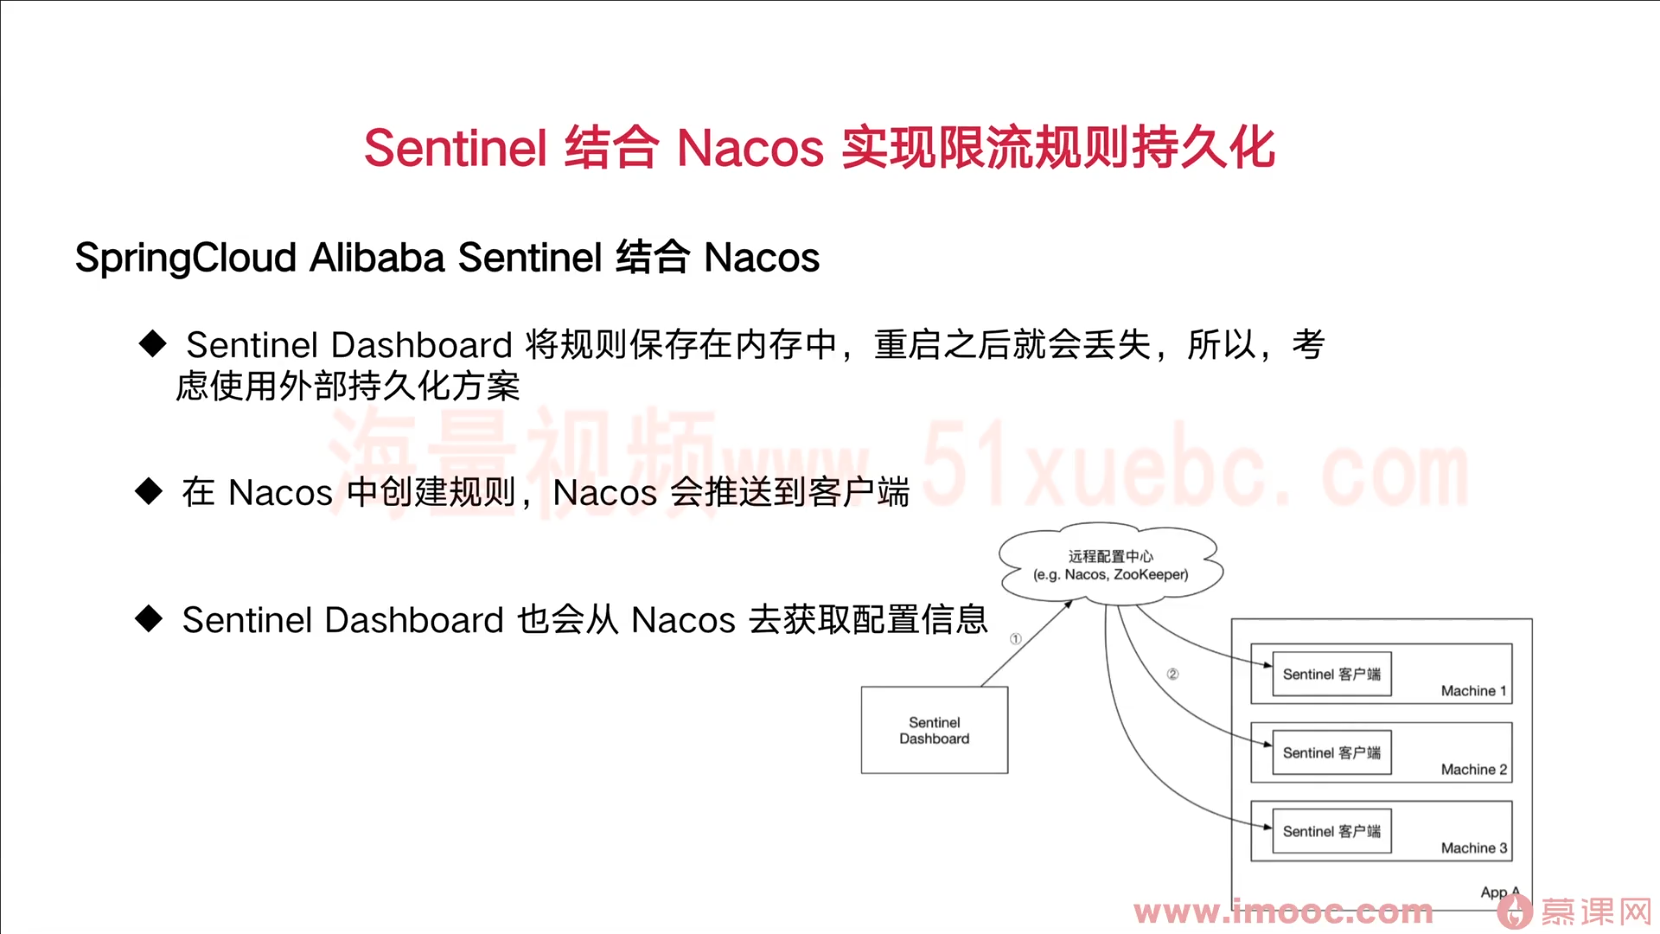 Sentinel 结合 Nacos 实现限流规则持久化
SpringCloud Alibaba Sentinel 结合 Nacos
◆ Sentinel Dashboard 将规则保存在内存中，重启之后就会丢失，所以，考
虑使用外部持久化方案
海量视频www.51xuebc.com
◆ 在 Nacos 中创建规则，Nacos 会推送到客户端
远程配置中心
(e.g. Nacos, ZooKeeper)
◆ Sentinel Dashboard 也会从 Nacos 去获取配置信息
①
②
Sentinel 客户端
Machine 1
Sentinel
Dashboard
Sentinel 客户端
Machine 2
Sentinel 客户端
Machine 3
App A
www.imooc.com
慕课网